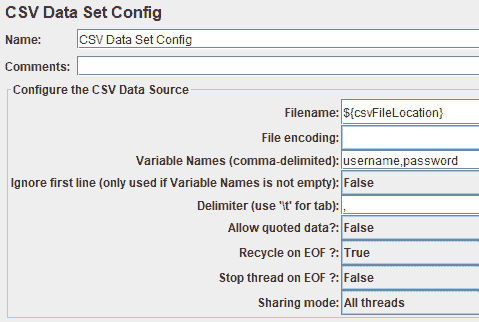 CSV Data Set Config
Name: CSV Data Set Config
Comments:
Configure the CSV Data Source
Filename: ${csvFileLocation}
File encoding:
Variable Names (comma-delimited): username,password
Ignore first line (only used if Variable Names is not empty): False
Delimiter (use '\t' for tab): ,
Allow quoted data?: False
Recycle on EOF ?: True
Stop thread on EOF ?: False
Sharing mode: All threads